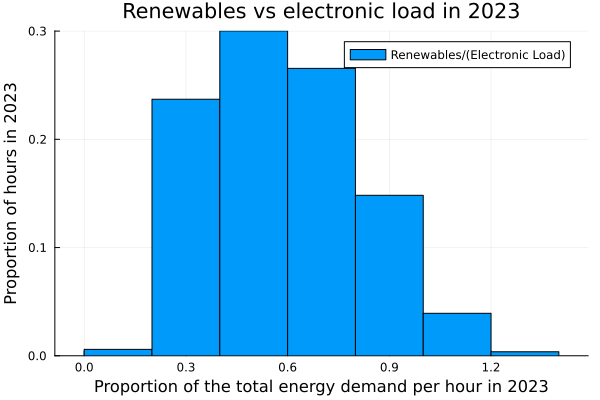 Renewables vs electronic load in 2023
Renewables/(Electronic Load)
Proportion of hours in 2023
0.3
0.2
0.1
0.0
0.0 0.3 0.6 0.9 1.2
Proportion of the total energy demand per hour in 2023